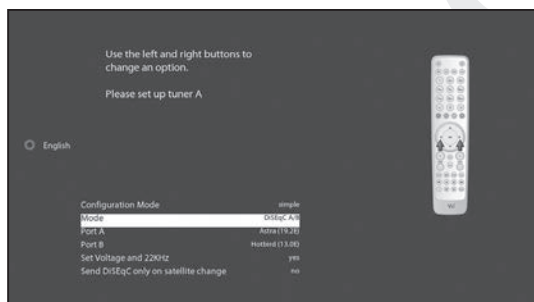 Use the left and right buttons to
change an option.
Please set up tuner A
English
Configuration Mode simple
Mode DiSEqC A/B
Port A Astra (19.2E)
Port B Hotbird (13.0E)
Set Voltage and 22KHz yes
Send DiSEqC only on satellite change no